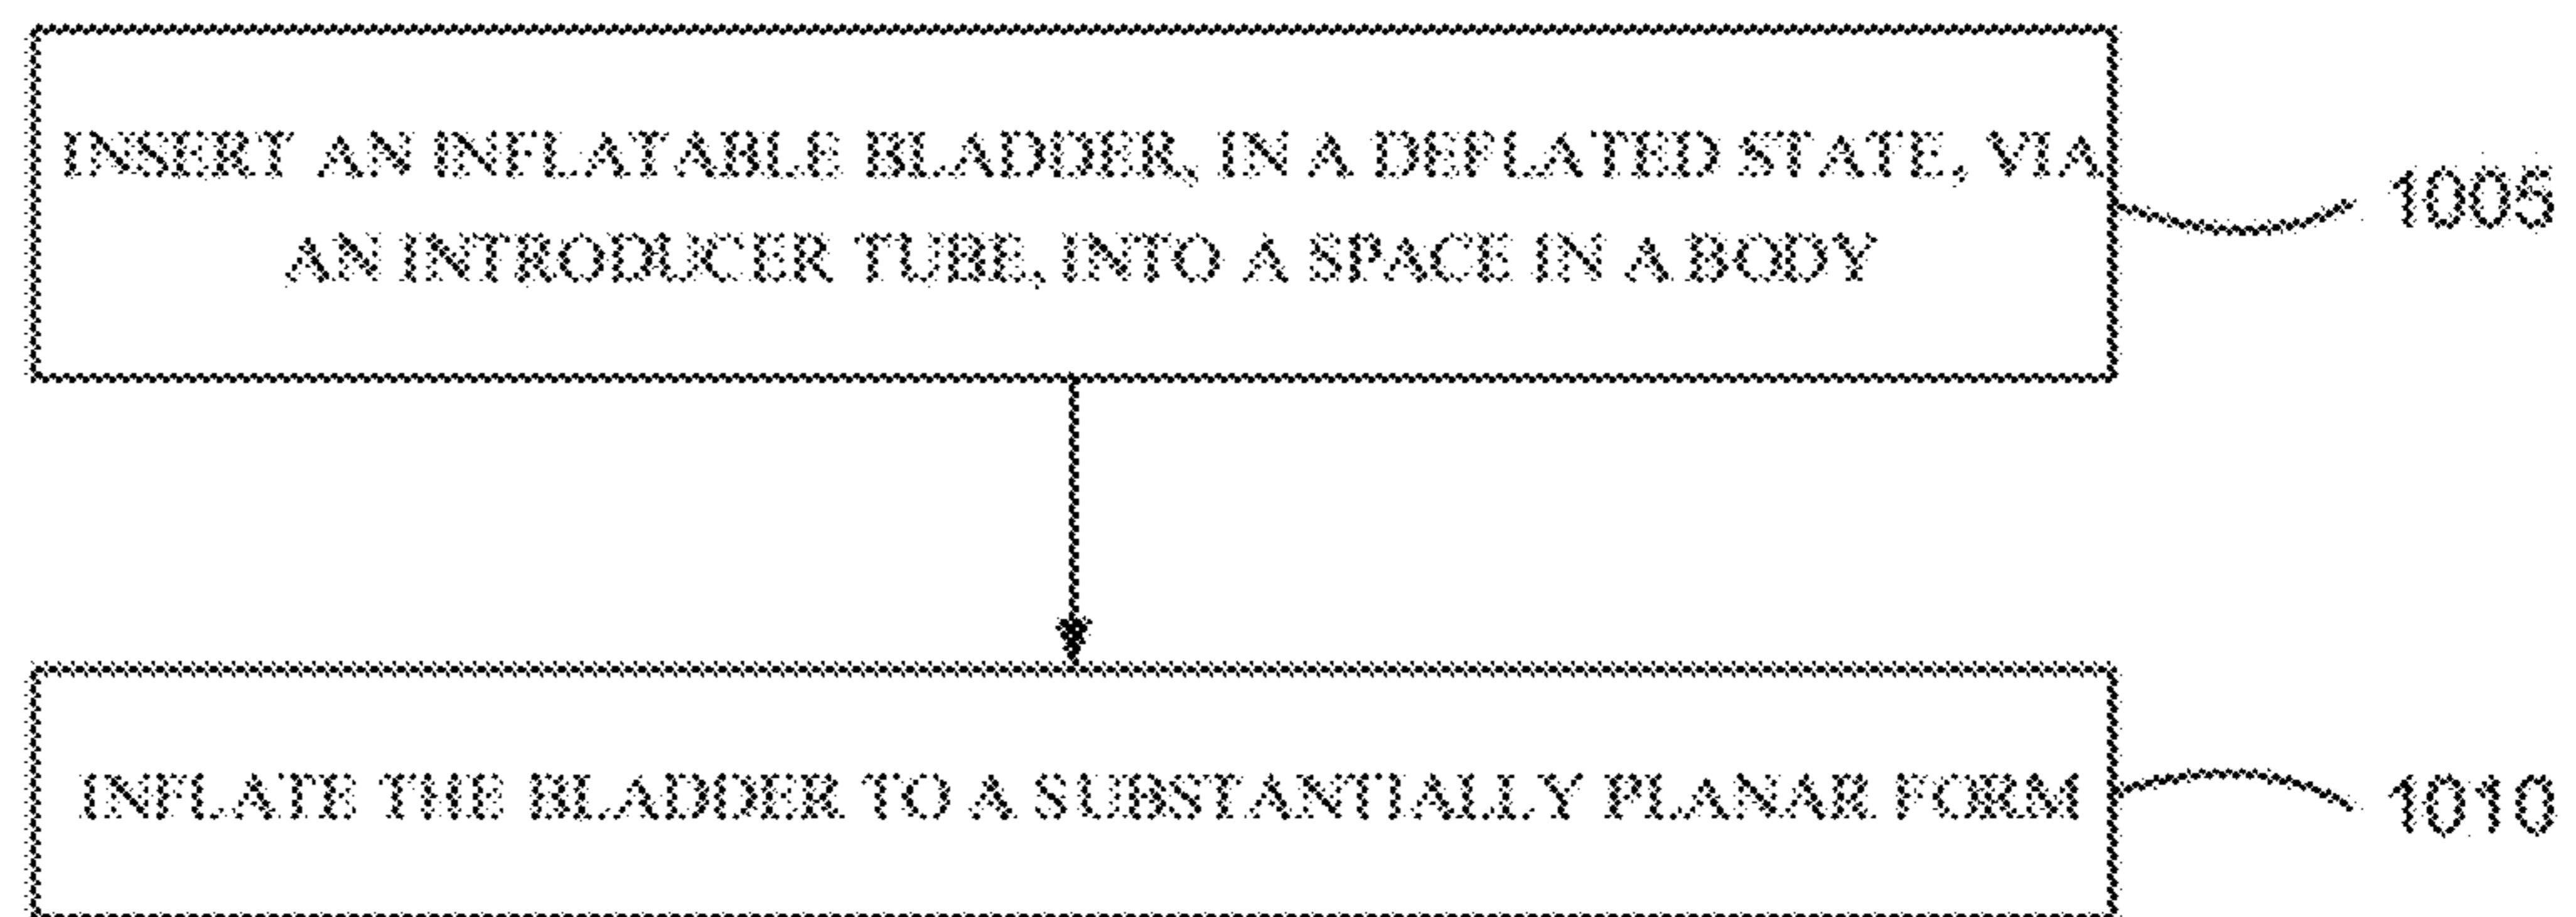 INSERT AN INFLATABLE BLADDER, IN A DEFLATED STATE, VIA
AN INTRODUCER TUBE, INTO A SPACE IN A BODY
1005
INFLATE THE BLADDER TO A SUBSTANTIALLY PLANAR FORM
1010